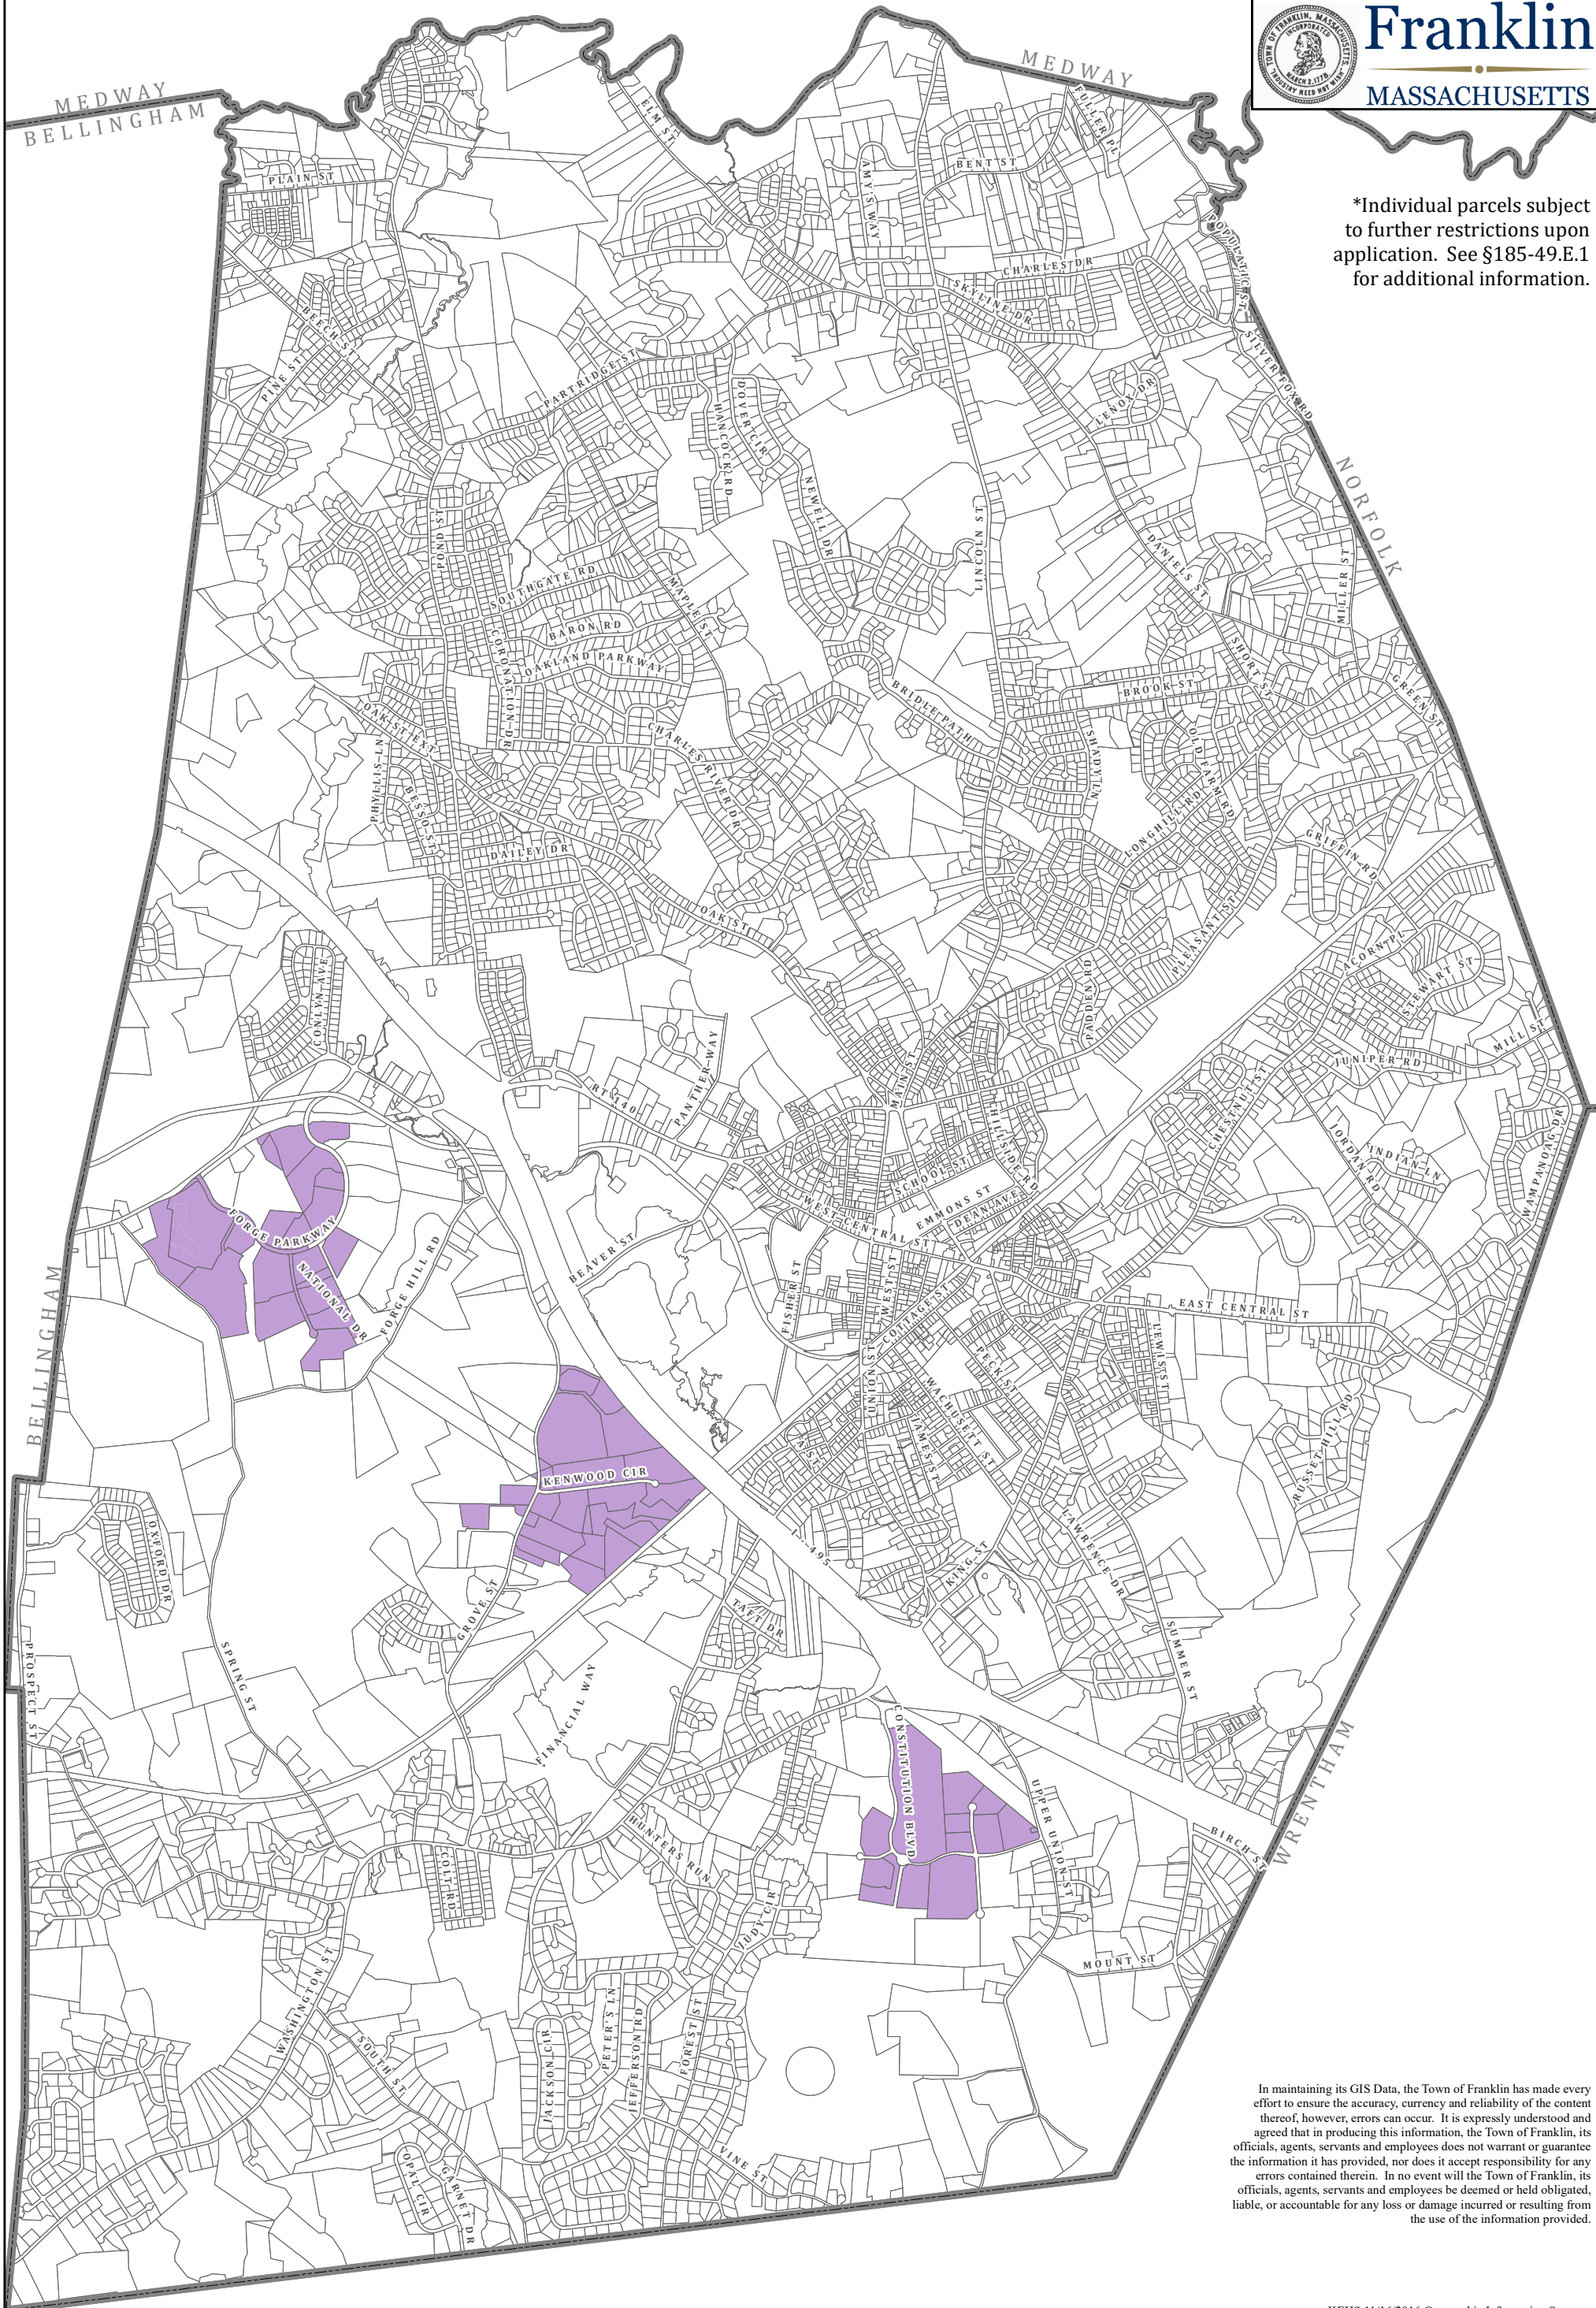 Franklin
MASSACHUSETTS
TOWN OF FRANKLIN, MASSACHUSETTS
INCORPORATED
MARCH 2, 1778
INDUSTRY NEED NOT WISH
*Individual parcels subject
to further restrictions upon
application.  See §185-49.E.1
for additional information.
MEDWAY
BELLINGHAM
MEDWAY
ELM ST
FULLER PL
BENT ST
AMY'S WAY
PLAIN ST
POPULATIC ST
CHARLES DR
SKYLINE DR
BEECH ST
PINE ST
SILVER FOX RD
PARTRIDGE ST
DOVER CIR
HANCOCK RD
LENOX DR
NORFOLK
NEWELL DR
LINCOLN ST
POND ST
DANIELS ST
MILLER ST
SOUTHGATE RD
MAPLE ST
BARON RD
CORONATION DR
OAKLAND PARKWAY
SHORT ST
BROOK ST
GREEN ST
BRIDLE PATH
OAK ST EXT
CHARLES RIVER DR
SHADY LN
OLD FARM RD
PHYLLIS LN
BESSO ST
LONGHILL RD
GRIFFIN RD
DAILEY DR
OAK ST
PLEASANT ST
ACORN PL
STEWART ST
CONLYN AVE
PADDEN RD
MILL ST
JUNIPER RD
MAIN ST
PANTHER WAY
RT 140
CHESTNUT ST
HILLSIDE RD
JORDAN RD
INDIAN LN
WAMPANOAG DR
SCHOOL ST
EMMONS ST
DEAN AVE
WEST CENTRAL ST
FORGE PARKWAY
NATIONAL DR
FORGE HILL RD
BEAVER ST
FISHER ST
WEST ST
COTTAGE ST
EAST CENTRAL ST
BELLINGHAM
LEWIS ST
PECK ST
UNION ST
WACHUSETT ST
JAMES ST
RUSSET HILL RD
A ST
KENWOOD CIR
OXFORD DR
I-495
LAWRENCE DR
KING ST
GROVE ST
TAFT DR
SUMMER ST
PROSPECT ST
SPRING ST
FINANCIAL WAY
CONSTITUTION BLVD
UPPER UNION ST
WRENTHAM
BIRCH ST
HUNTERS RUN
COLT RD
JUDY CIR
MOUNT ST
WASHINGTON ST
SOUTH ST
PETER'S LN
JACKSON CIR
JEFFERSON RD
FOREST ST
VINE ST
OPAL CIR
GARNET DR
In maintaining its GIS Data, the Town of Franklin has made every
effort to ensure the accuracy, currency and reliability of the content
thereof, however, errors can occur.  It is expressly understood and
agreed that in producing this information, the Town of Franklin, its
officials, agents, servants and employees does not warrant or guarantee
the information it has provided, nor does it accept responsibility for any
errors contained therein.  In no event will the Town of Franklin, its
officials, agents, servants and employees be deemed or held obligated,
liable, or accountable for any loss or damage incurred or resulting from
the use of the information provided.